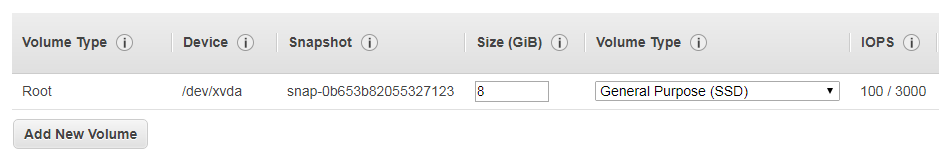 Volume Type i Device i Snapshot i Size (GiB) i Volume Type i IOPS i
Root /dev/xvda snap-0b653b82055327123 8 General Purpose (SSD) 100 / 3000
Add New Volume